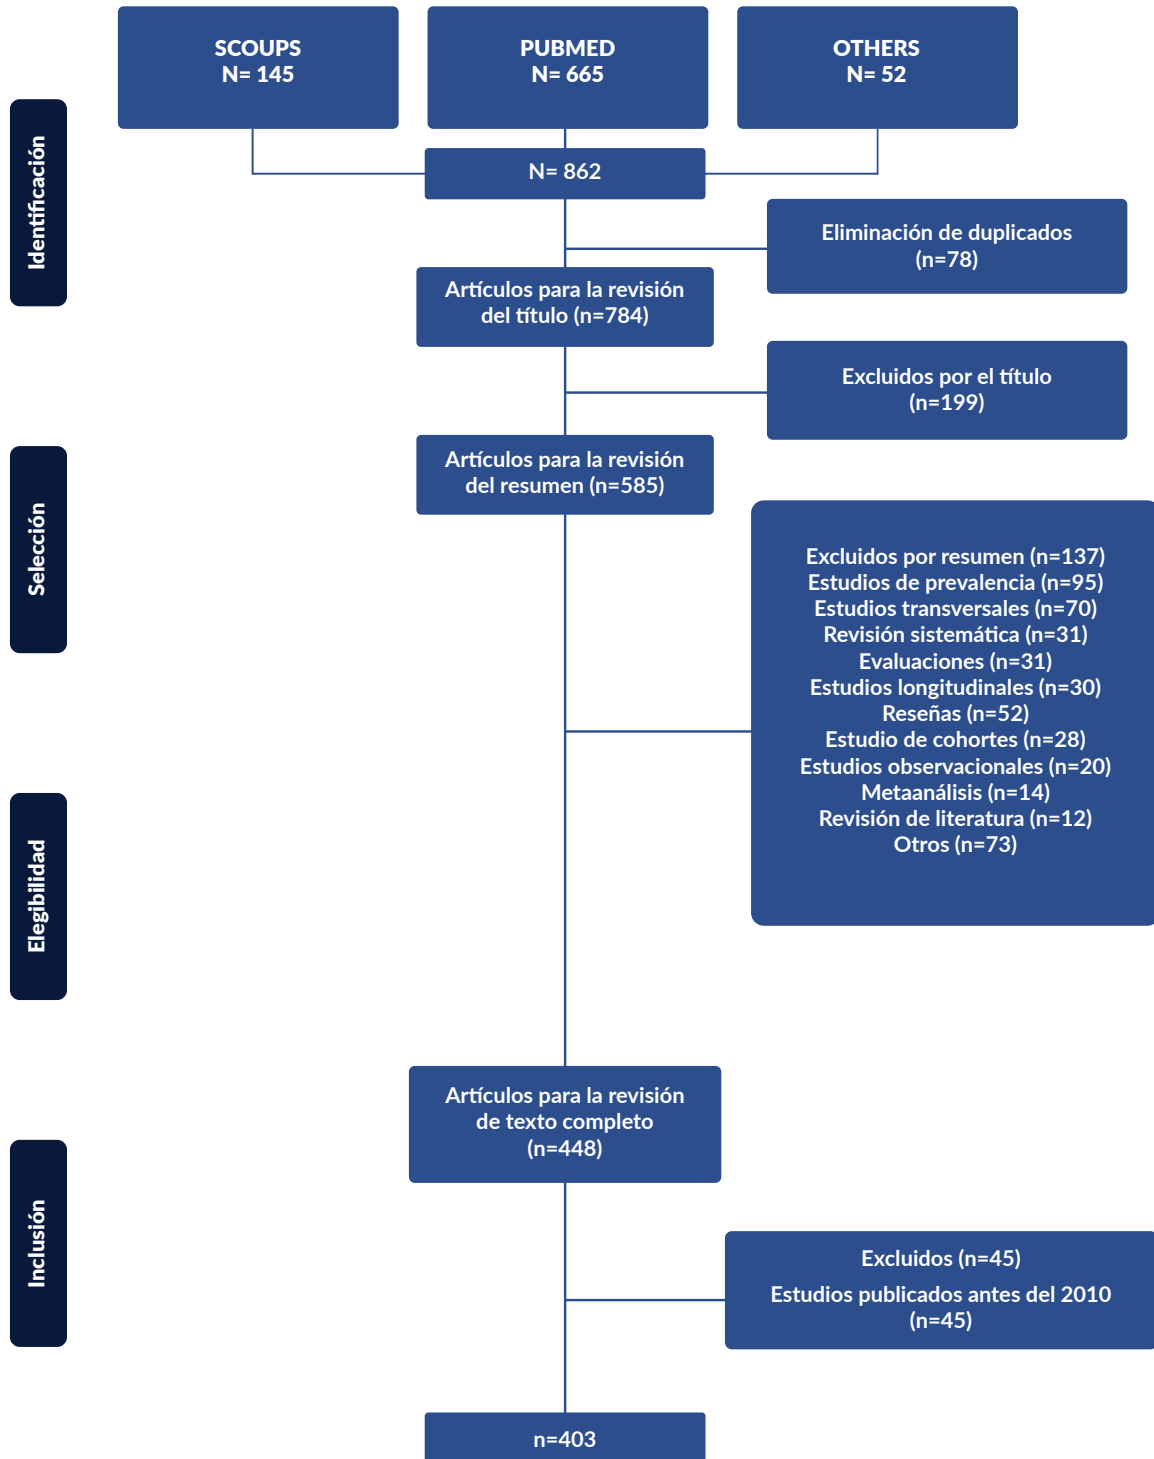 SCOUPS
N= 145
PUBMED
N= 665
OTHERS
N= 52
Identificación
N= 862
Eliminación de duplicados
(n=78)
Artículos para la revisión
del título (n=784)
Excluidos por el título
(n=199)
Selección
Artículos para la revisión
del resumen (n=585)
Excluidos por resumen (n=137)
Estudios de prevalencia (n=95)
Estudios transversales (n=70)
Revisión sistemática (n=31)
Evaluaciones (n=31)
Estudios longitudinales (n=30)
Reseñas (n=52)
Estudio de cohortes (n=28)
Estudios observacionales (n=20)
Metaanálisis (n=14)
Revisión de literatura (n=12)
Otros (n=73)
Elegibilidad
Artículos para la revisión
de texto completo
(n=448)
Inclusión
Excluidos (n=45)
Estudios publicados antes del 2010
(n=45)
n=403